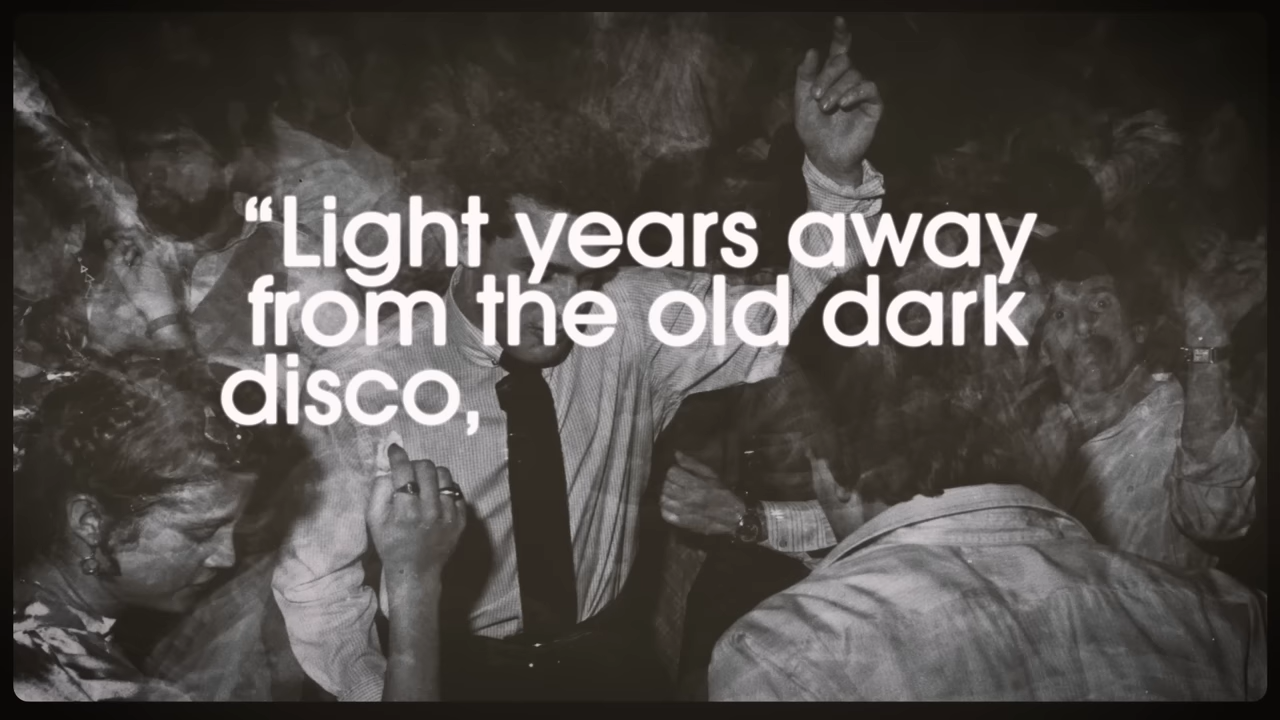 “Light years away
from the old dark
disco,